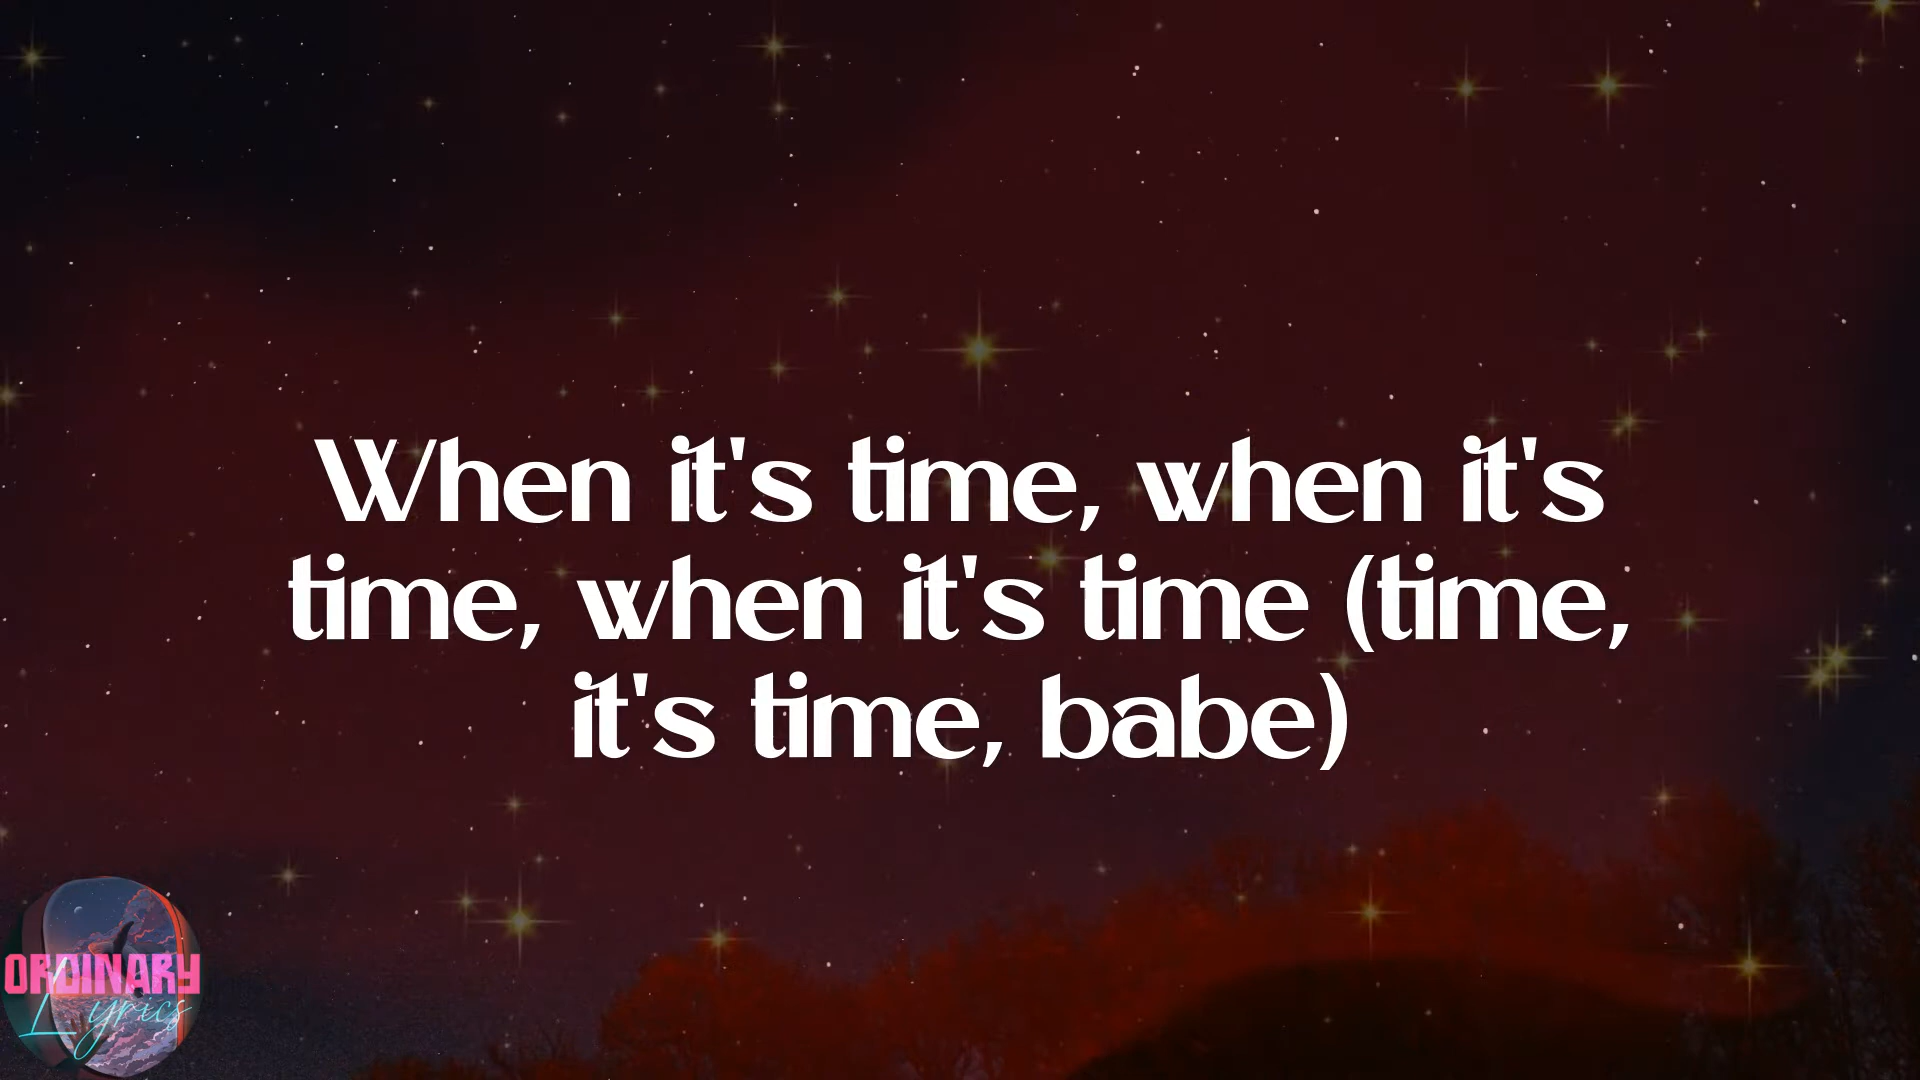 When it's time, when it's
time, when it's time (time,
it's time, babe)
ORDINARY
Lyrics